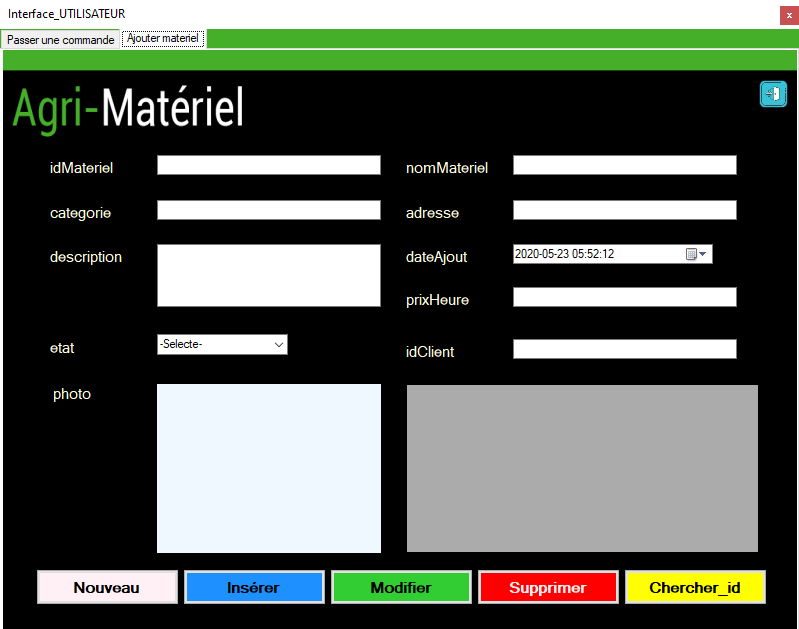 Interface_UTILISATEUR
x
Passer une commande
Ajouter materiel
Agri-Matériel
idMateriel
nomMateriel
categorie
adresse
description
dateAjout
2020-05-23 05:52:12
prixHeure
etat
-Selecte-
idClient
photo
Nouveau
Insérer
Modifier
Supprimer
Chercher_id